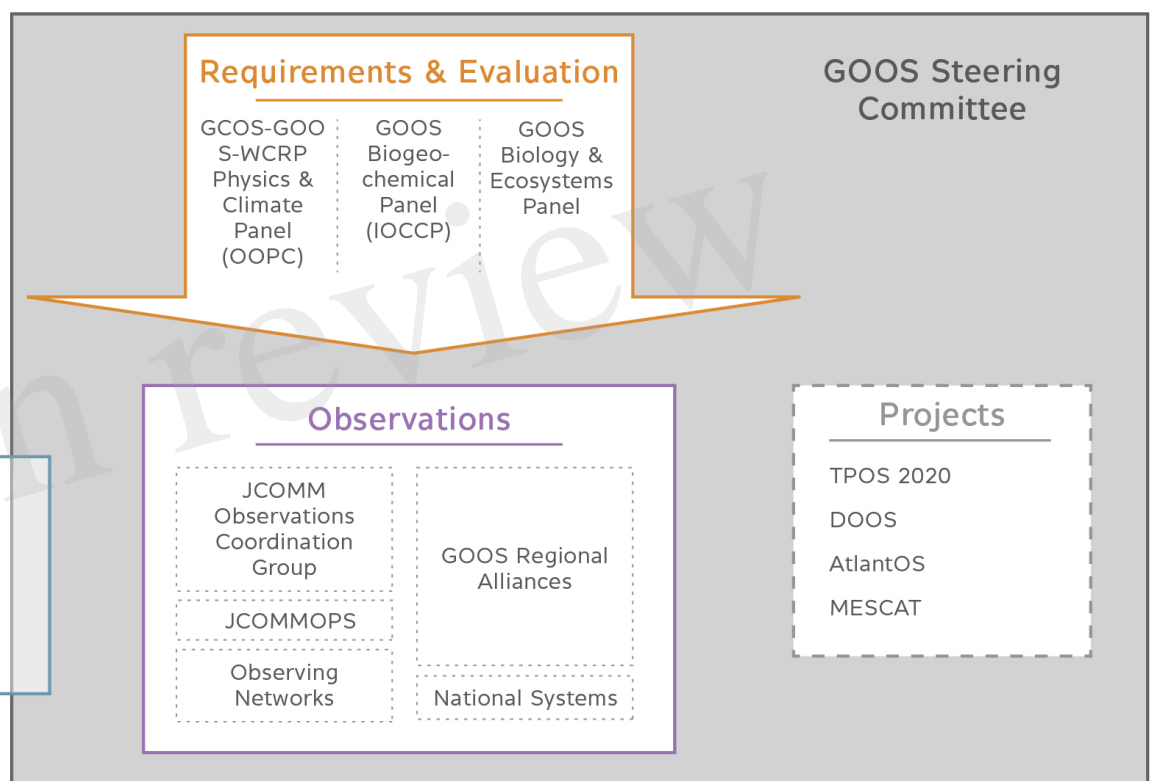 Requirements & Evaluation
GCOS-GOO
S-WCRP
Physics &
Climate
Panel
(OOPC)
GOOS
Biogeo-
chemical
Panel
(IOCCP)
GOOS
Biology &
Ecosystems
Panel
GOOS Steering
Committee
Observations
JCOMM
Observations
Coordination
Group
JCOMMOPS
Observing
Networks
GOOS Regional
Alliances
National Systems
Projects
TPOS 2020
DOOS
AtlantOS
MESCAT
n review